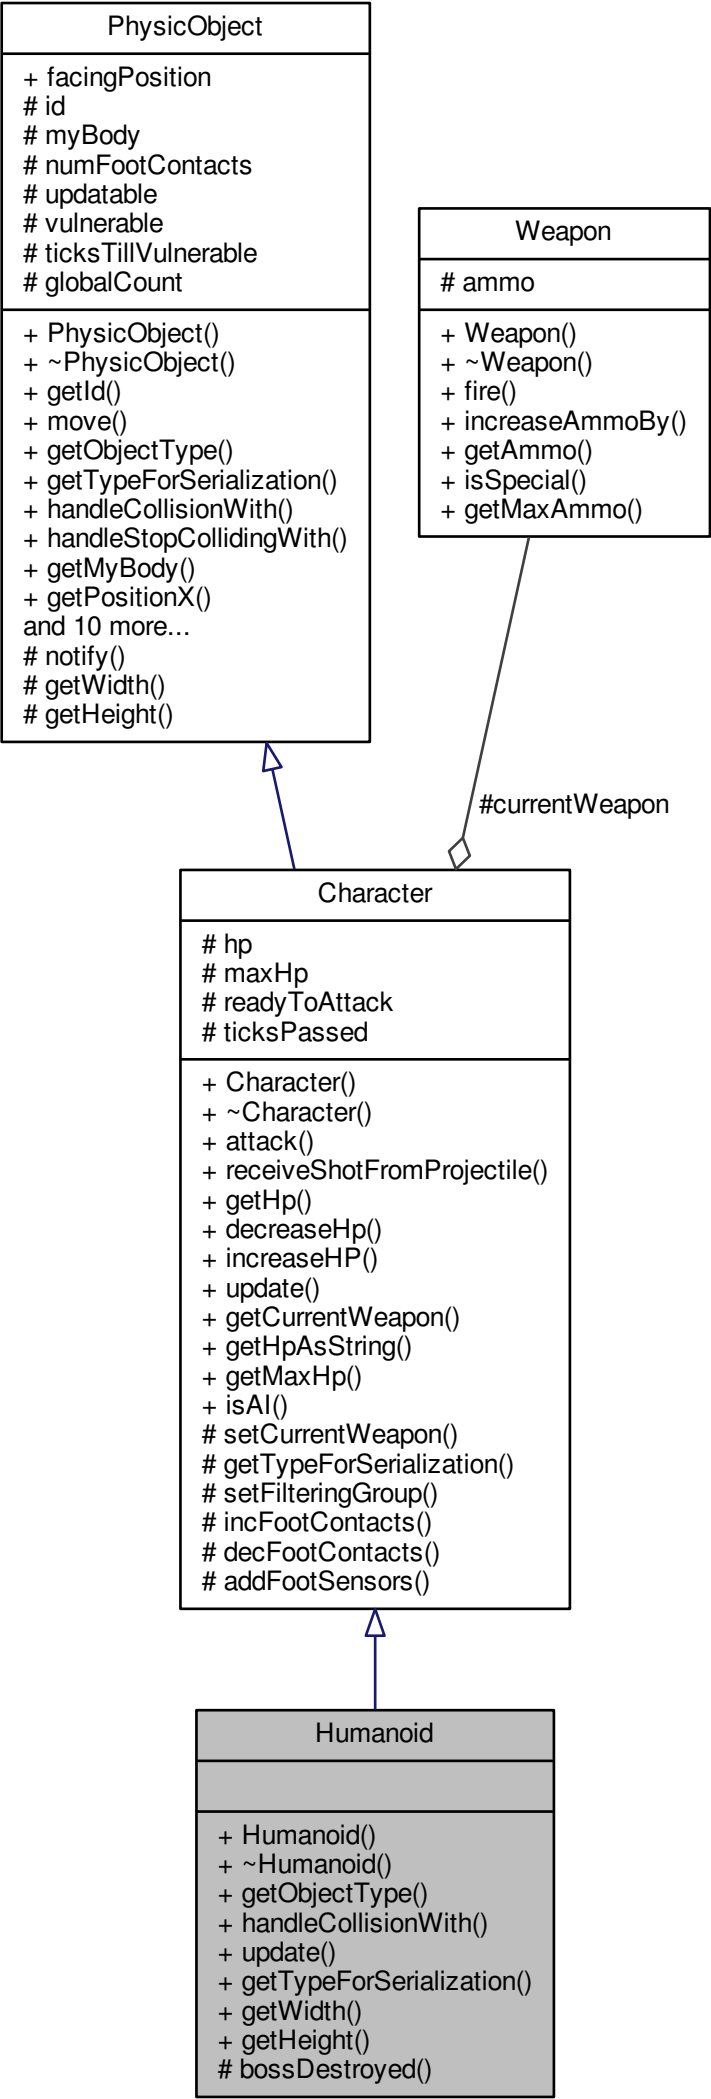 PhysicObject
+ facingPosition
# id
# myBody
# numFootContacts
# updatable
# vulnerable
# ticksTillVulnerable
# globalCount
+ PhysicObject()
+ ~PhysicObject()
+ getId()
+ move()
+ getObjectType()
+ getTypeForSerialization()
+ handleCollisionWith()
+ handleStopCollidingWith()
+ getMyBody()
+ getPositionX()
and 10 more...
# notify()
# getWidth()
# getHeight()
Weapon
# ammo
+ Weapon()
+ ~Weapon()
+ fire()
+ increaseAmmoBy()
+ getAmmo()
+ isSpecial()
+ getMaxAmmo()
#currentWeapon
Character
# hp
# maxHp
# readyToAttack
# ticksPassed
+ Character()
+ ~Character()
+ attack()
+ receiveShotFromProjectile()
+ getHp()
+ decreaseHp()
+ increaseHP()
+ update()
+ getCurrentWeapon()
+ getHpAsString()
+ getMaxHp()
+ isAI()
# setCurrentWeapon()
# getTypeForSerialization()
# setFilteringGroup()
# incFootContacts()
# decFootContacts()
# addFootSensors()
Humanoid
+ Humanoid()
+ ~Humanoid()
+ getObjectType()
+ handleCollisionWith()
+ update()
+ getTypeForSerialization()
+ getWidth()
+ getHeight()
# bossDestroyed()